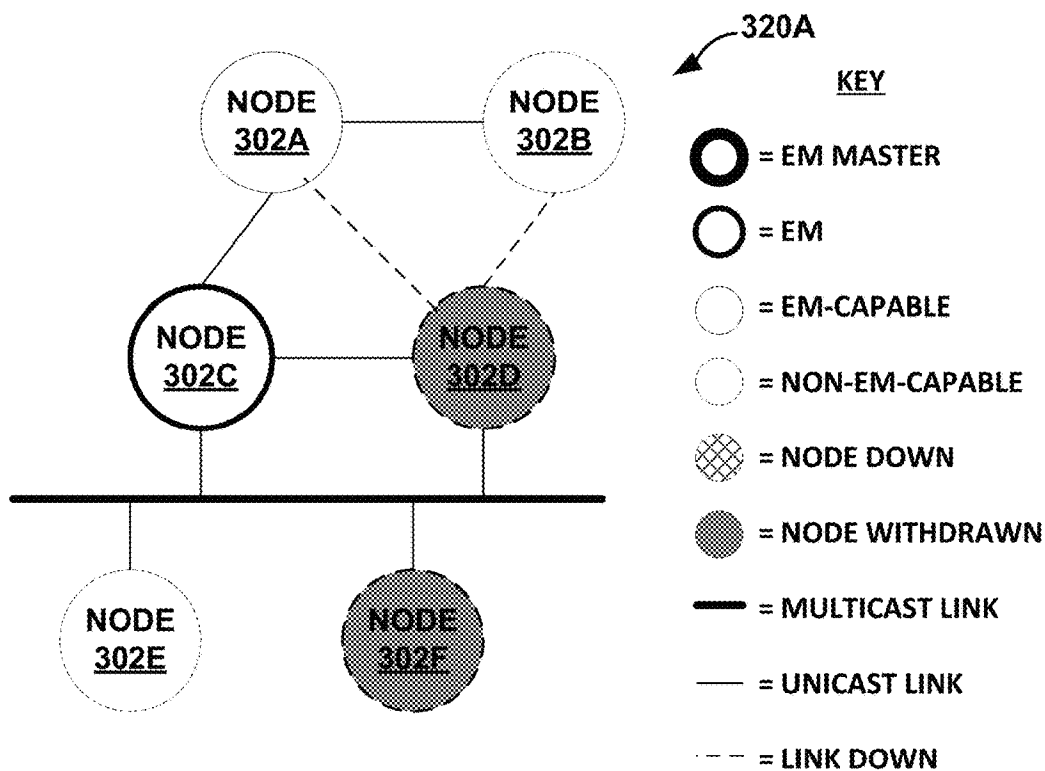 320A
KEY
NODE
302A
NODE
302B
= EM MASTER
= EM
NODE
302C
NODE
302D
= EM-CAPABLE
= NON-EM-CAPABLE
= NODE DOWN
= NODE WITHDRAWN
NODE
302E
NODE
302F
= MULTICAST LINK
= UNICAST LINK
= LINK DOWN